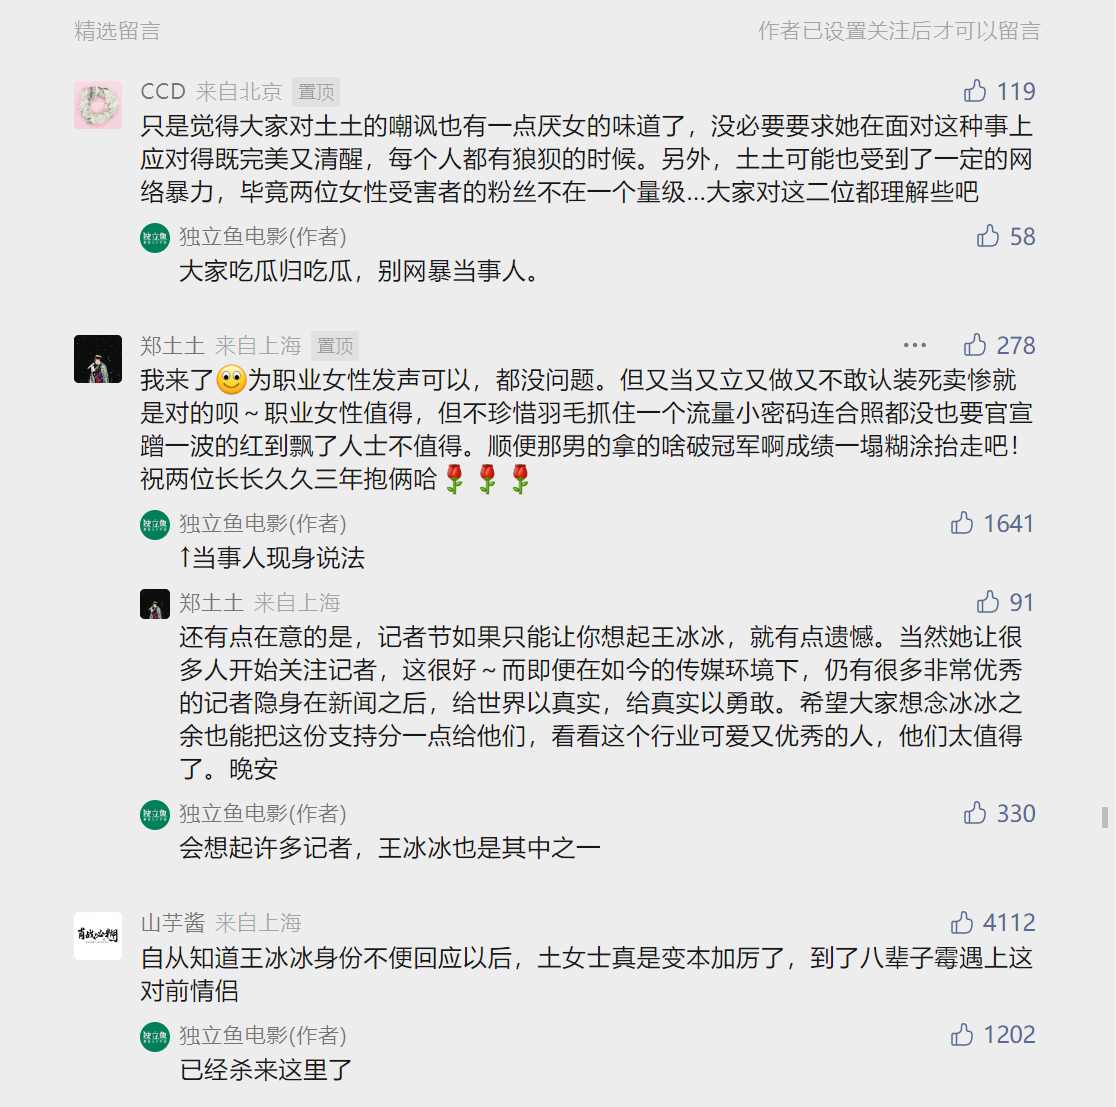 精选留言
作者已设置关注后才可以留言
CCD 来自北京 置顶
119
只是觉得大家对土土的嘲讽也有一点厌女的味道了，没必要要求她在面对这种事上
应对得既完美又清醒，每个人都有狼狈的时候。另外，土土可能也受到了一定的网
络暴力，毕竟两位女性受害者的粉丝不在一个量级...大家对这二位都理解些吧
独立鱼电影(作者)
58
大家吃瓜归吃瓜，别网暴当事人。
郑土土 来自上海 置顶
278
我来了🙂为职业女性发声可以，都没问题。但又当又立又做又不敢认装死卖惨就
是对的呗～职业女性值得，但不珍惜羽毛抓住一个流量小密码连合照都没也要官宣
蹭一波的红到飘了人士不值得。顺便那男的拿的啥破冠军啊成绩一塌糊涂抬走吧！
祝两位长长久久三年抱俩哈🌹🌹🌹
独立鱼电影(作者)
1641
↑当事人现身说法
郑土土 来自上海
91
还有点在意的是，记者节如果只能让你想起王冰冰，就有点遗憾。当然她让很
多人开始关注记者，这很好～而即便在如今的传媒环境下，仍有很多非常优秀
的记者隐身在新闻之后，给世界以真实，给真实以勇敢。希望大家想念冰冰之
余也能把这份支持分一点给他们，看看这个行业可爱又优秀的人，他们太值得
了。晚安
独立鱼电影(作者)
330
会想起许多记者，王冰冰也是其中之一
肖战必糊
山芋酱 来自上海
4112
自从知道王冰冰身份不便回应以后，土女士真是变本加厉了，到了八辈子霉遇上这
对前情侣
独立鱼电影(作者)
1202
已经杀来这里了